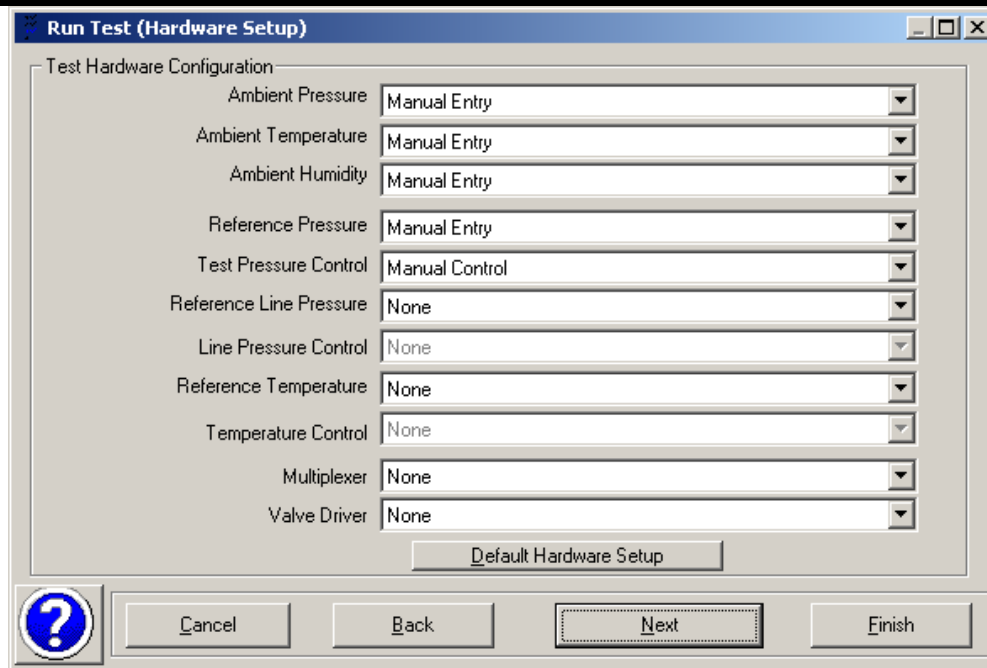 Run Test (Hardware Setup)
Test Hardware Configuration
Ambient Pressure Manual Entry
Ambient Temperature Manual Entry
Ambient Humidity Manual Entry
Reference Pressure Manual Entry
Test Pressure Control Manual Control
Reference Line Pressure None
Line Pressure Control None
Reference Temperature None
Temperature Control None
Multiplexer None
Valve Driver None
Default Hardware Setup
? Cancel Back Next Finish